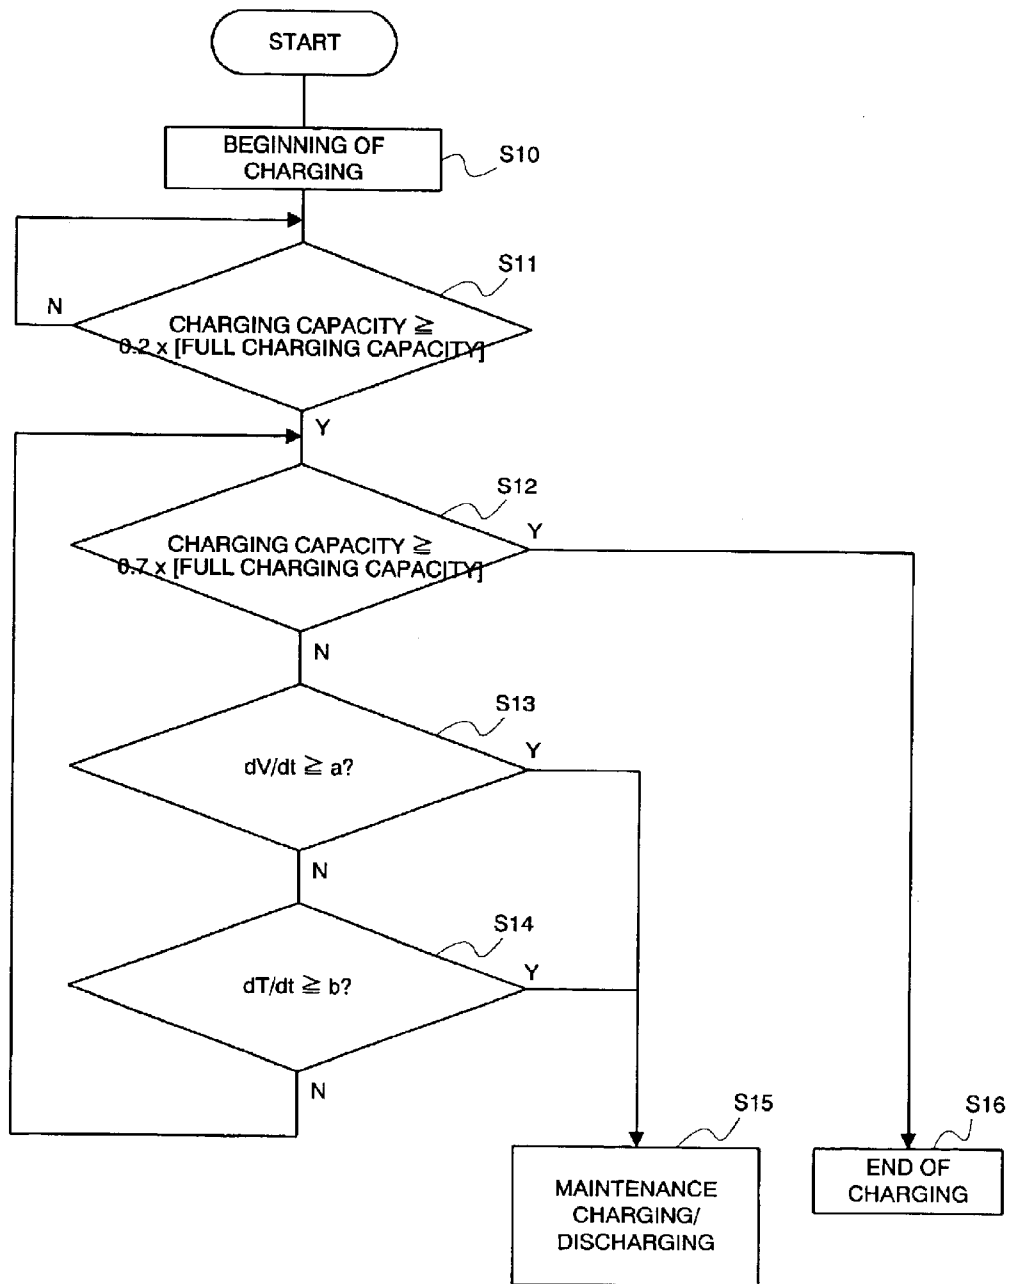 START
BEGINNING OF
CHARGING
S10
S11
N
CHARGING CAPACITY ≧
0.2 x [FULL CHARGING CAPACITY]
Y
S12
Y
CHARGING CAPACITY ≧
0.7 x [FULL CHARGING CAPACITY]
N
S13
Y
dV/dt ≧ a?
N
S14
Y
dT/dt ≧ b?
N
S15
S16
MAINTENANCE
CHARGING/
DISCHARGING
END OF
CHARGING